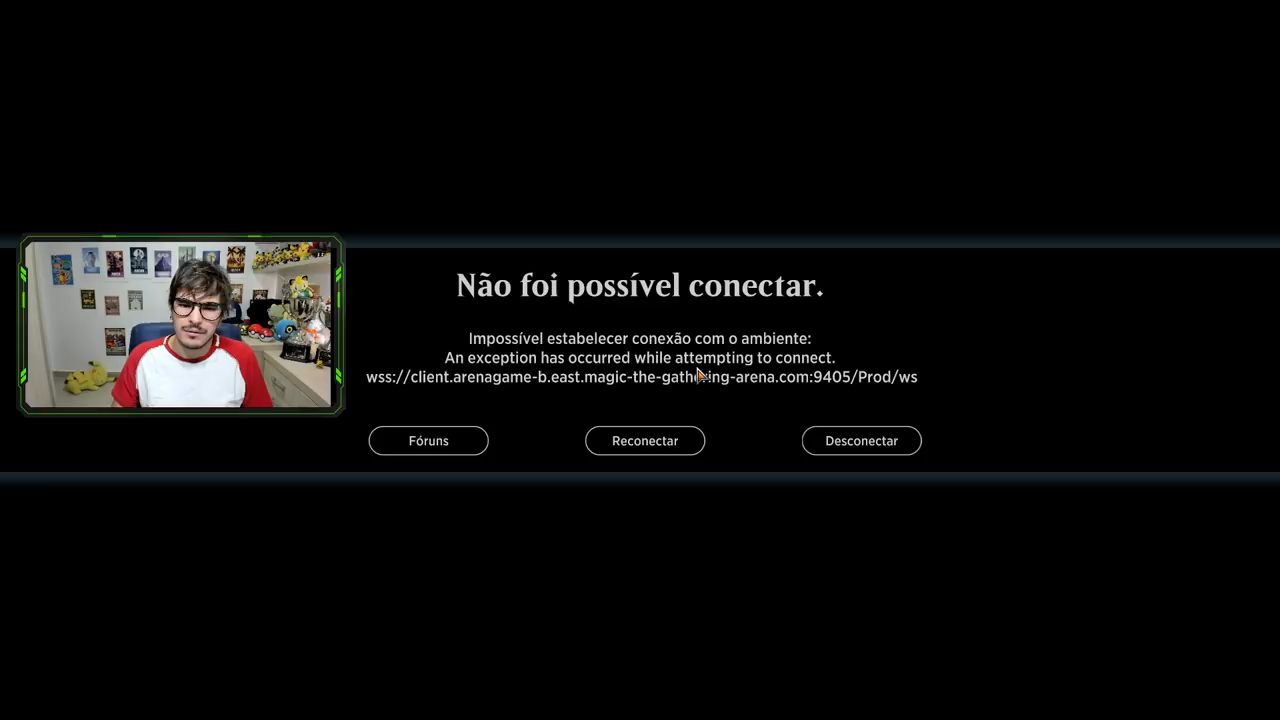 Não foi possível conectar.
Impossível estabelecer conexão com o ambiente:
An exception has occurred while attempting to connect.
wss://client.arenagame-b.east.magic-the-gathering-arena.com:9405/Prod/ws
Fóruns
Reconectar
Desconectar